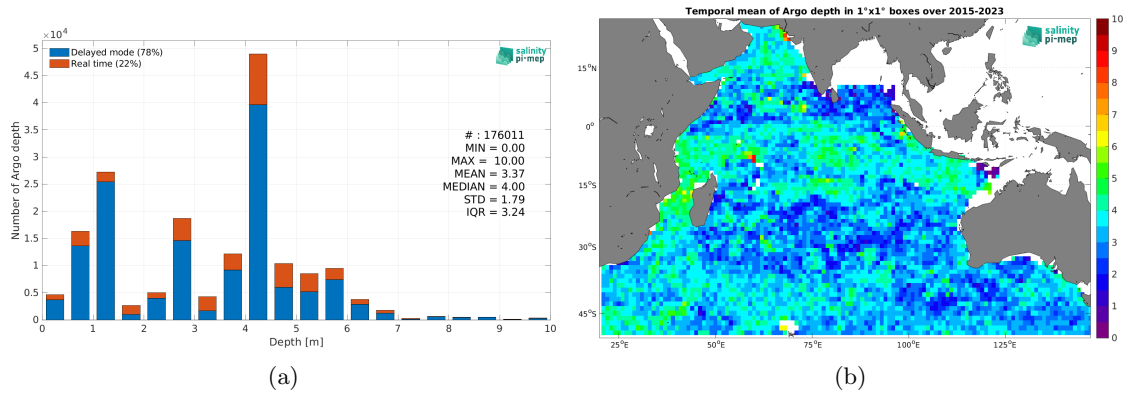 ×10⁴
Delayed mode (78%)
Real time (22%)
salinity
pi-mep
5
4.5
4
3.5
3
2.5
2
1.5
1
0.5
0
Number of Argo depth
# : 176011
MIN = 0.00
MAX = 10.00
MEAN = 3.37
MEDIAN = 4.00
STD = 1.79
IQR = 3.24
0 1 2 3 4 5 6 7 8 9 10
Depth [m]
(a)
Temporal mean of Argo depth in 1°x1° boxes over 2015-2023
salinity
pi-mep
15°N
0°
15°S
30°S
45°S
25°E 50°E 75°E 100°E 125°E
10
9
8
7
6
5
4
3
2
1
0
(b)